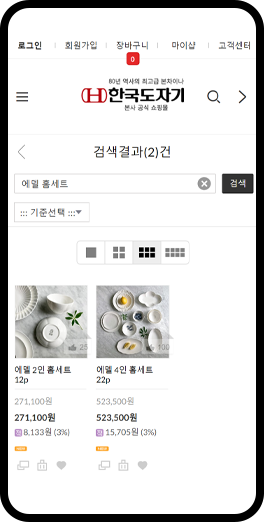 로그인 회원가입 장바구니 마이샵 고객센터
0
80년 역사의 최고급 본차이나
한국도자기
본사 공식 쇼핑몰
검색결과(2)건
에델 홈세트 검색
::: 기준선택 :::
25 100
에델 2인 홈세트 12p
에델 4인 홈세트 22p
271,100원 523,500원
271,100원 523,500원
8,133원 (3%) 15,705원 (3%)